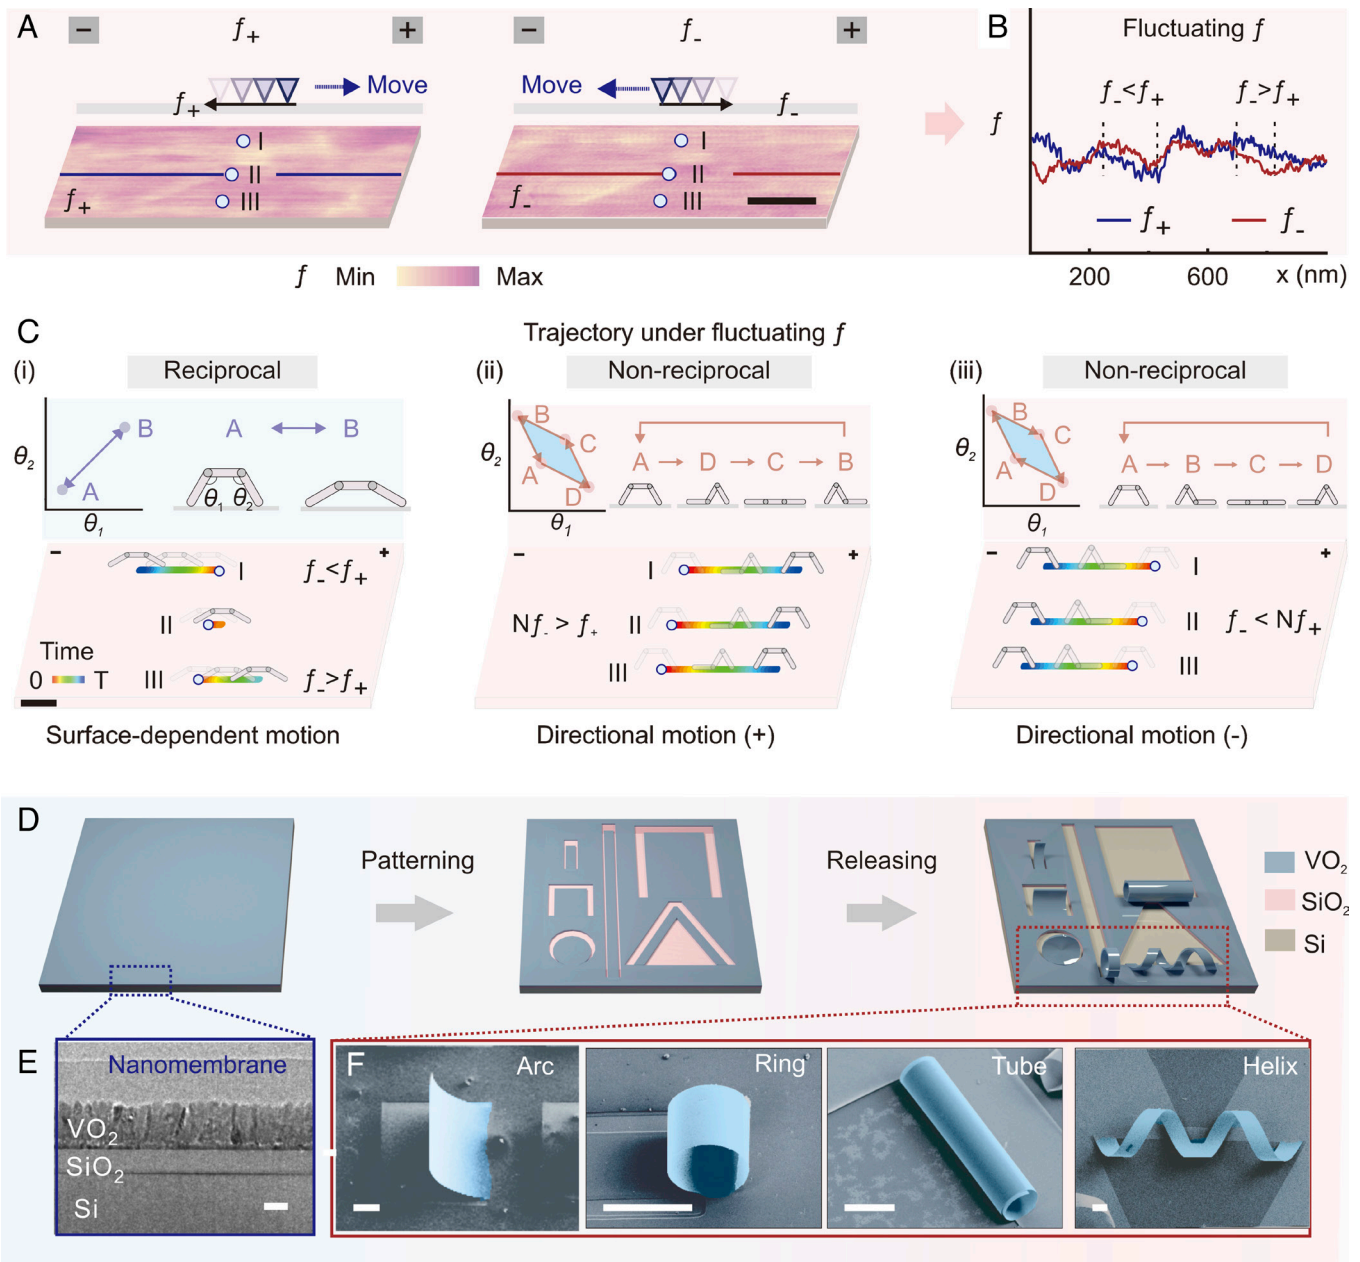 A
− f₊ +
− f₋ +
B
Fluctuating f
Move
Move
f₊
f₋
f₋<f₊ f₋>f₊
f
I
II
III
f₊
I
II
III
f₋
f₊ f₋
200 600 x (nm)
f Min Max
C
Trajectory under fluctuating f
(i) Reciprocal
(ii) Non-reciprocal
(iii) Non-reciprocal
θ₂
B
A
θ₁
A B
θ₁ θ₂
θ₂
B
C
A
D
θ₁
A D C B
θ₂
B
C
A
D
θ₁
A B C D
− +
I f₋<f₊
II
Time
0 T
III f₋>f₊
− +
I
Nf₋ > f₊ II
III
− +
I
II f₋ < Nf₊
III
Surface-dependent motion
Directional motion (+)
Directional motion (-)
D
Patterning
Releasing
VO₂
SiO₂
Si
E
Nanomembrane
VO₂
SiO₂
Si
F
Arc
Ring
Tube
Helix